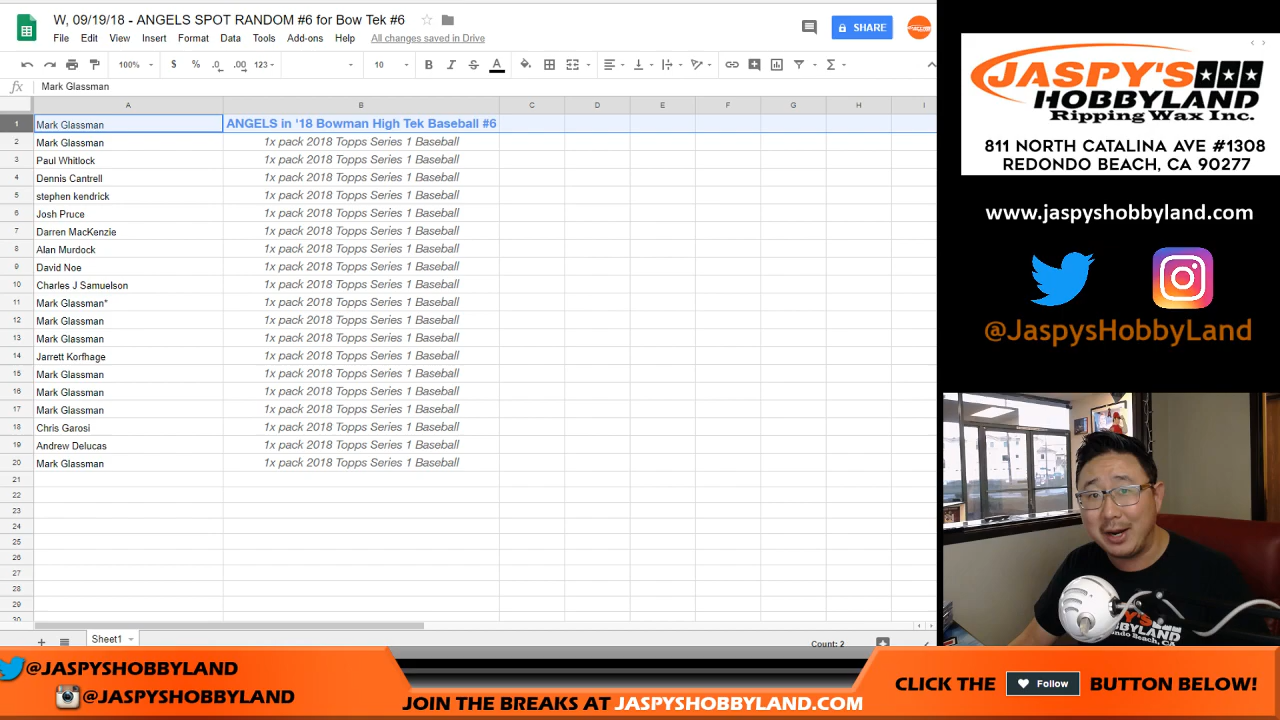 W, 09/19/18 - ANGELS SPOT RANDOM #6 for Bow Tek #6
File Edit View Insert Format Data Tools Add-ons Help All changes saved in Drive
SHARE
100% $ % .0 .00 123 10 B I S A
fx Mark Glassman
A B C D E F G H I
1 Mark Glassman ANGELS in '18 Bowman High Tek Baseball #6
2 Mark Glassman 1x pack 2018 Topps Series 1 Baseball
3 Paul Whitlock 1x pack 2018 Topps Series 1 Baseball
4 Dennis Cantrell 1x pack 2018 Topps Series 1 Baseball
5 stephen kendrick 1x pack 2018 Topps Series 1 Baseball
6 Josh Pruce 1x pack 2018 Topps Series 1 Baseball
7 Darren MacKenzie 1x pack 2018 Topps Series 1 Baseball
8 Alan Murdock 1x pack 2018 Topps Series 1 Baseball
9 David Noe 1x pack 2018 Topps Series 1 Baseball
10 Charles J Samuelson 1x pack 2018 Topps Series 1 Baseball
11 Mark Glassman* 1x pack 2018 Topps Series 1 Baseball
12 Mark Glassman 1x pack 2018 Topps Series 1 Baseball
13 Mark Glassman 1x pack 2018 Topps Series 1 Baseball
14 Jarrett Korfhage 1x pack 2018 Topps Series 1 Baseball
15 Mark Glassman 1x pack 2018 Topps Series 1 Baseball
16 Mark Glassman 1x pack 2018 Topps Series 1 Baseball
17 Mark Glassman 1x pack 2018 Topps Series 1 Baseball
18 Chris Garosi 1x pack 2018 Topps Series 1 Baseball
19 Andrew Delucas 1x pack 2018 Topps Series 1 Baseball
20 Mark Glassman 1x pack 2018 Topps Series 1 Baseball
21
22
23
24
25
26
27
28
29
30
Sheet1
Count: 2
JASPY'S
HOBBYLAND
Ripping Wax Inc.
811 NORTH CATALINA AVE #1308
REDONDO BEACH, CA 90277
www.jaspyshobbyland.com
@JaspysHobbyLand
@JASPYSHOBBYLAND
@JASPYSHOBBYLAND
JOIN THE BREAKS AT JASPYHOBBYLAND.COM
CLICK THE Follow BUTTON BELOW!